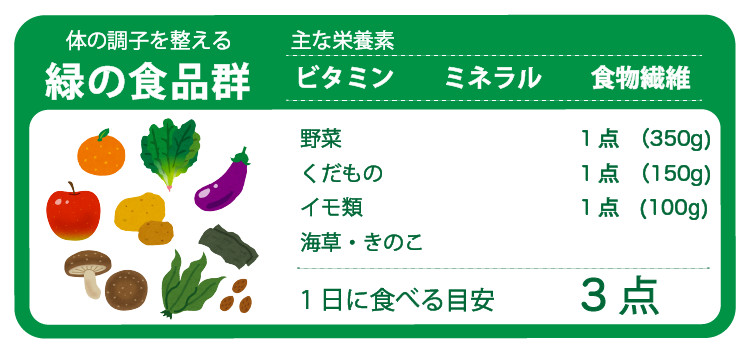 体の調子を整える
緑の食品群
主な栄養素
ビタミン ミネラル 食物繊維
野菜 1点 (350g)
くだもの 1点 (150g)
イモ類 1点 (100g)
海草・きのこ
1日に食べる目安 3点